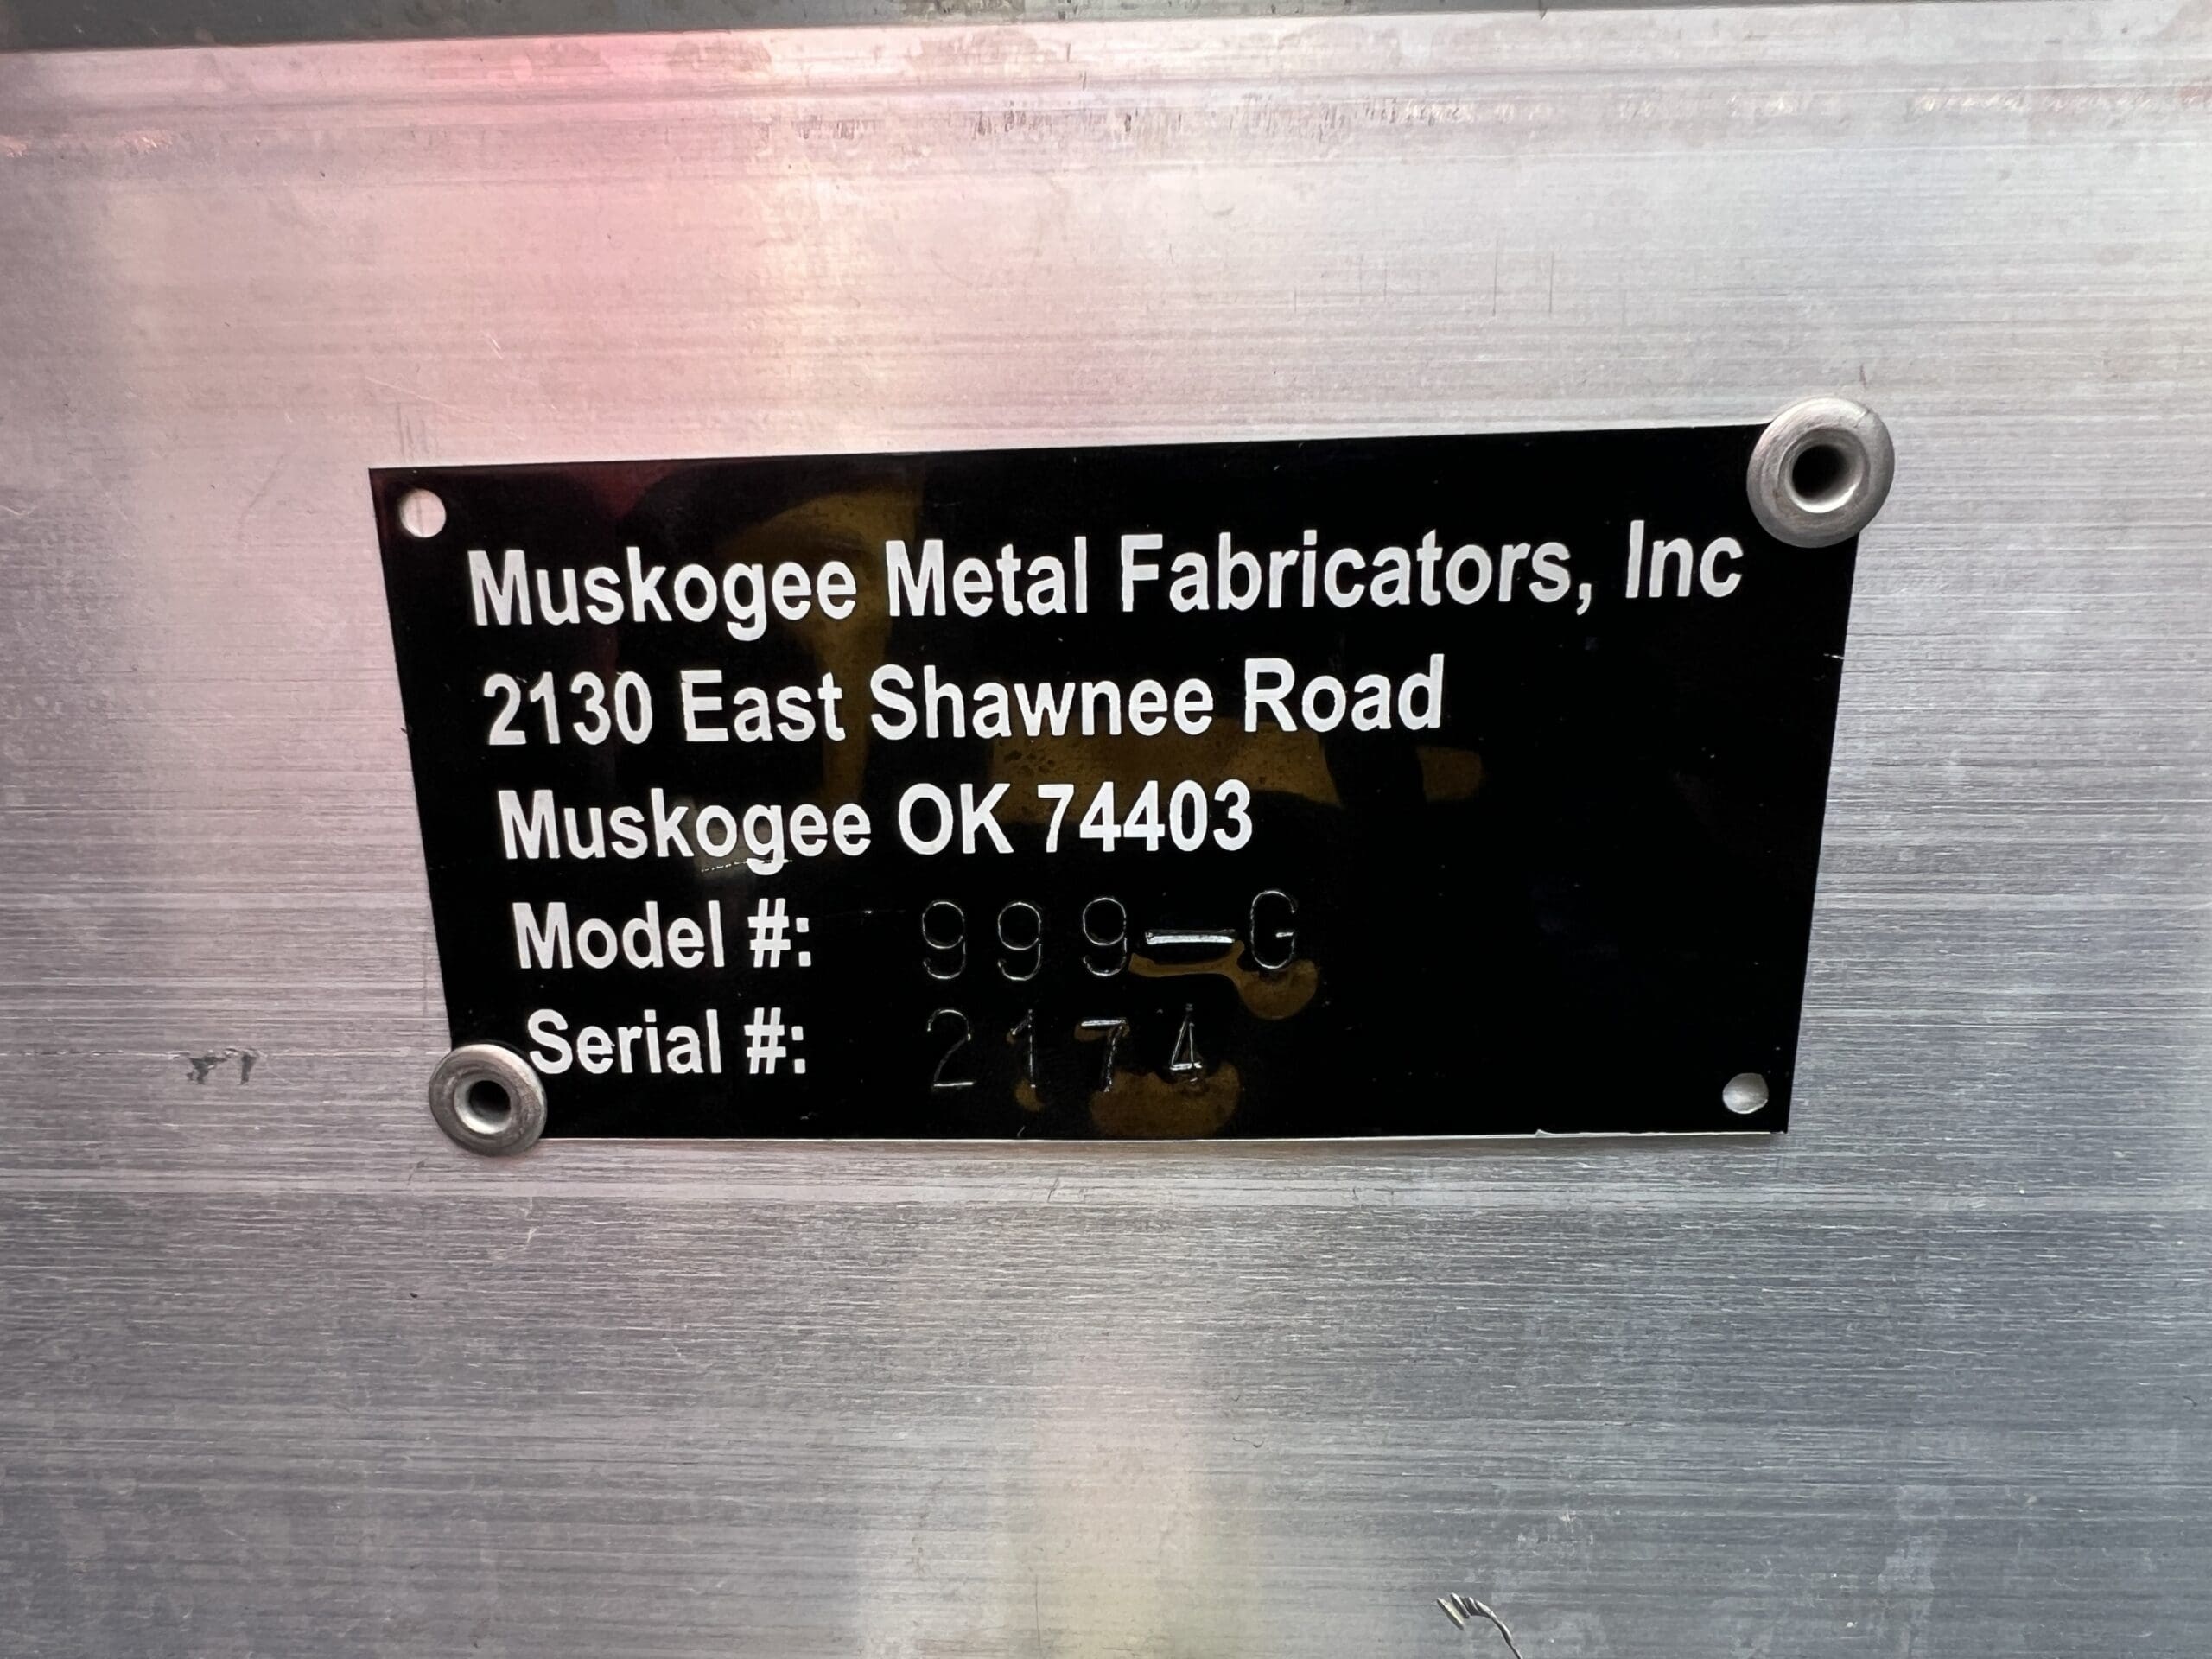 Muskogee Metal Fabricators, Inc
2130 East Shawnee Road
Muskogee OK 74403
Model #: 999-G
Serial #: 2174